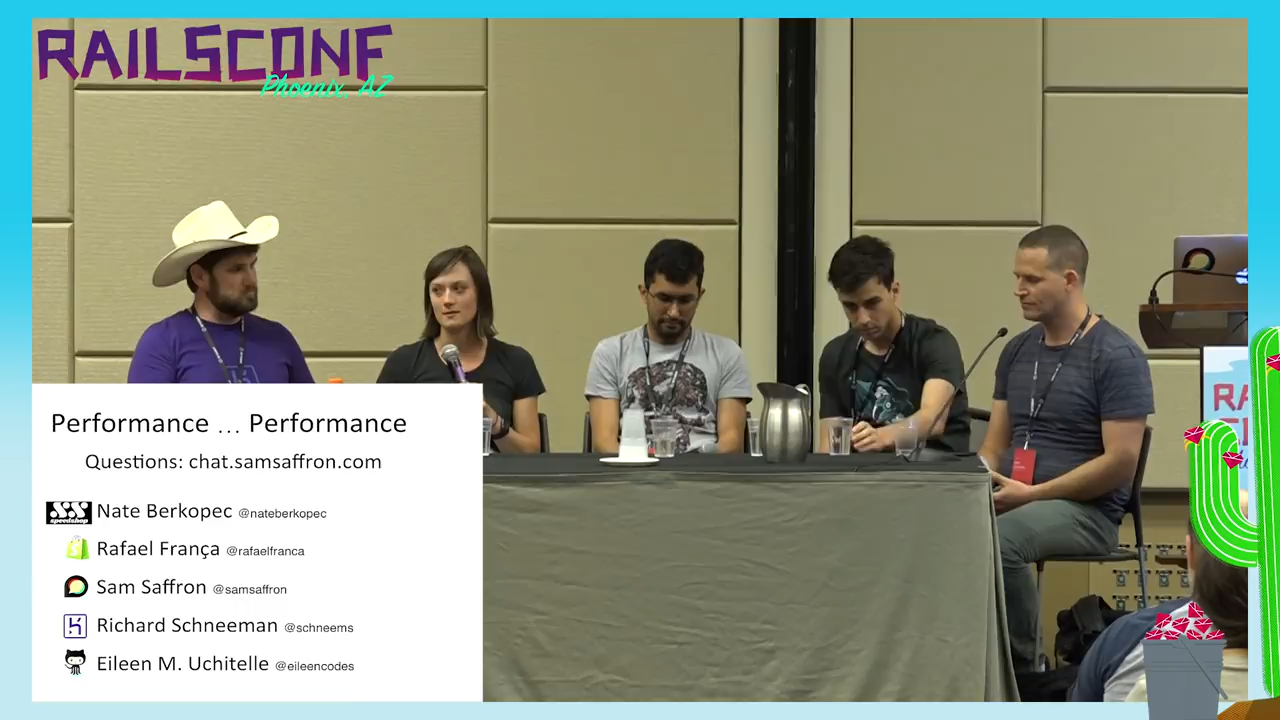 RAILSCONF
Phoenix, AZ
Performance ... Performance
Questions: chat.samsaffron.com
speedshop
Nate Berkopec @nateberkopec
Rafael França @rafaelfranca
Sam Saffron @samsaffron
Richard Schneeman @schneems
Eileen M. Uchitelle @eileencodes